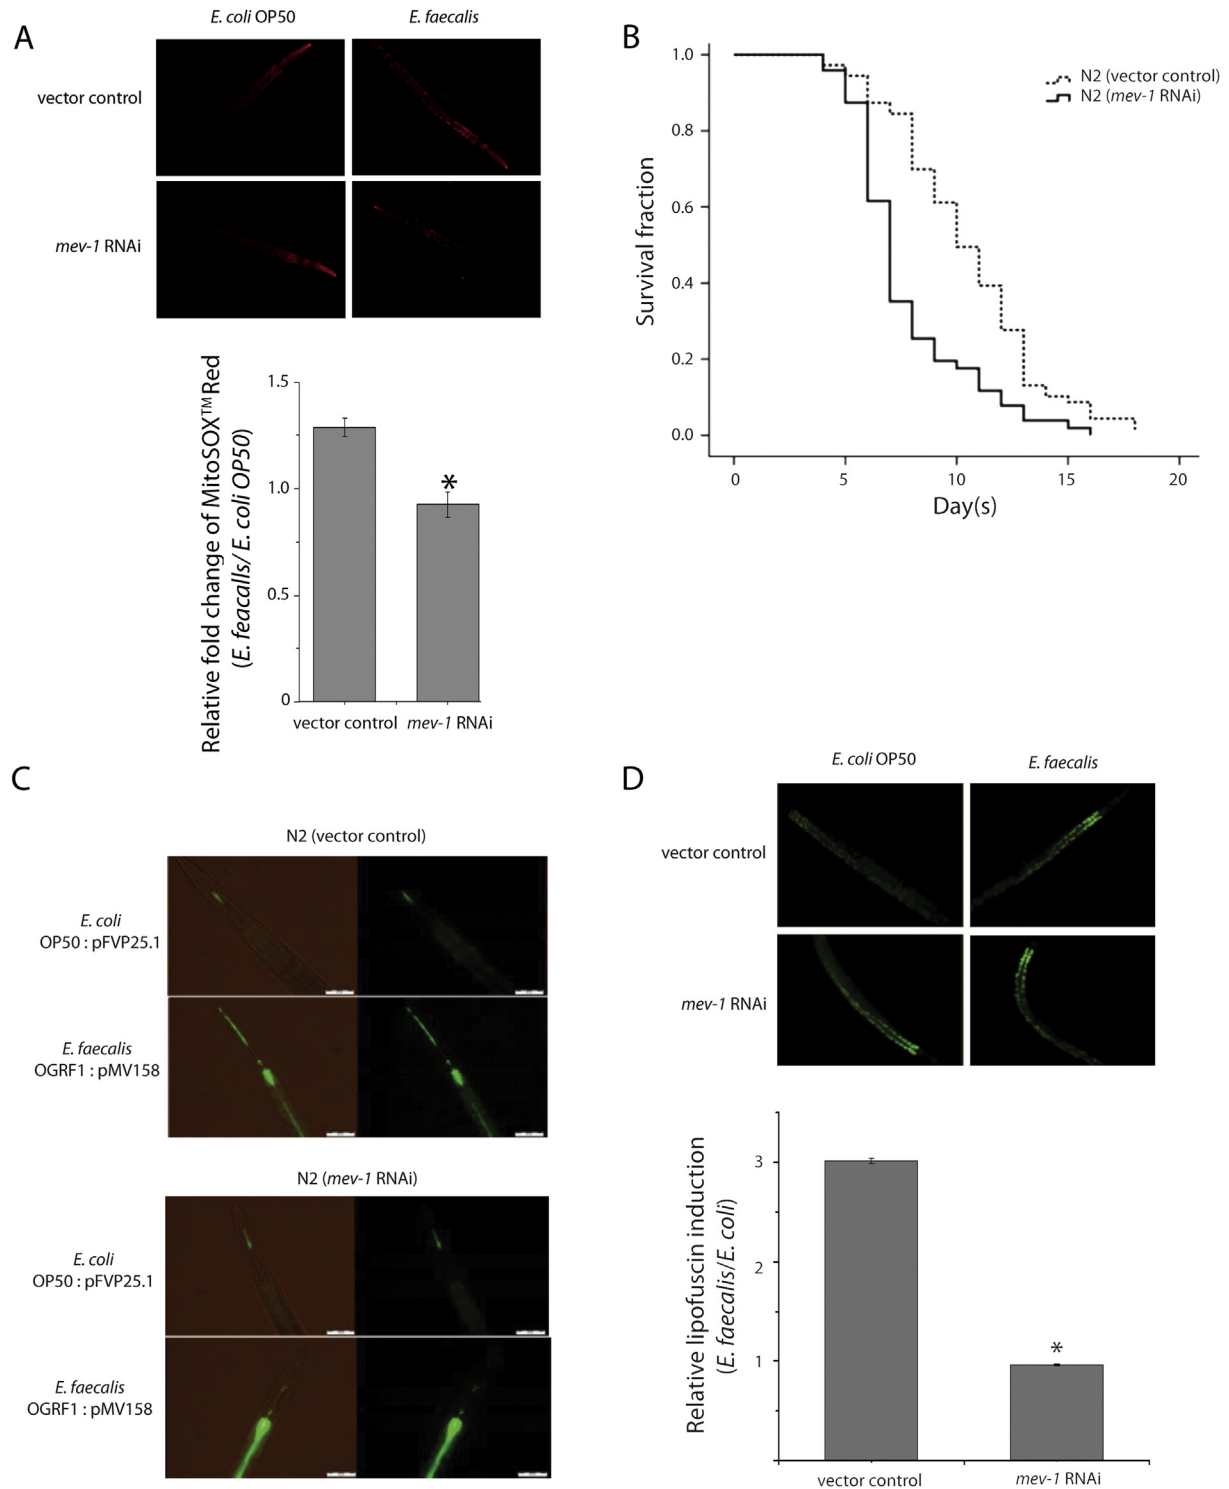 A
E. coli OP50
E. faecalis
vector control
mev-1 RNAi
Relative fold change of MitoSOX™ Red
(E. feacalls/ E. coli OP50)
1.5
1.0
0.5
0
*
vector control
mev-1 RNAi
B
N2 (vector control)
N2 (mev-1 RNAi)
Survival fraction
1.0
0.8
0.6
0.4
0.2
0.0
0
5
10
15
20
Day(s)
C
N2 (vector control)
E. coli
OP50 : pFVP25.1
E. faecalis
OGRF1 : pMV158
N2 (mev-1 RNAi)
E. coli
OP50 : pFVP25.1
E. faecalis
OGRF1 : pMV158
D
E. coli OP50
E. faecalis
vector control
mev-1 RNAi
Relative lipofuscin induction
(E. faecalis/E. coli)
3
2
1
*
vector control
mev-1 RNAi